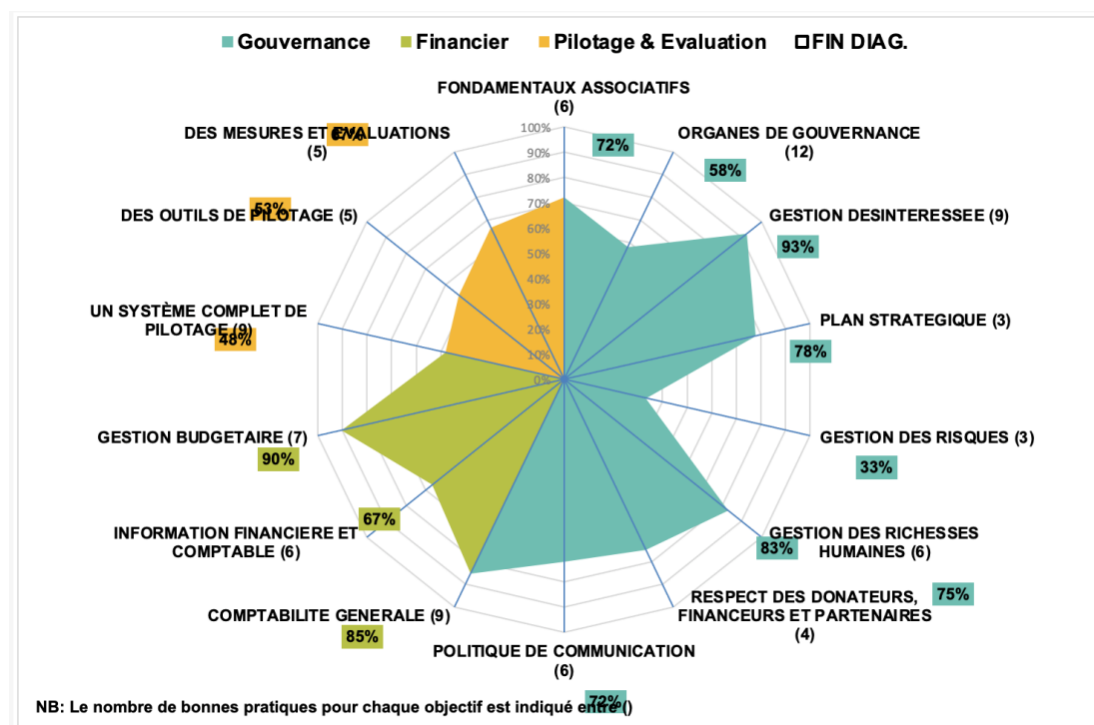 Gouvernance Financier Pilotage & Evaluation FIN DIAG.
FONDAMENTAUX ASSOCIATIFS
(6)
72%
ORGANES DE GOUVERNANCE
(12)
58%
GESTION DESINTERESSEE (9)
93%
PLAN STRATEGIQUE (3)
78%
GESTION DES RISQUES (3)
33%
GESTION DES RICHESSES
HUMAINES (6)
83%
RESPECT DES DONATEURS,
FINANCEURS ET PARTENAIRES
(4)
75%
POLITIQUE DE COMMUNICATION
(6)
72%
COMPTABILITE GENERALE (9)
85%
INFORMATION FINANCIERE ET
COMPTABLE (6)
67%
GESTION BUDGETAIRE (7)
90%
UN SYSTÈME COMPLET DE
PILOTAGE (9)
48%
DES OUTILS DE PILOTAGE (5)
53%
DES MESURES ET EVALUATIONS
(5)
67%
100%
90%
80%
70%
60%
50%
40%
30%
20%
10%
0%
NB: Le nombre de bonnes pratiques pour chaque objectif est indiqué entre ()